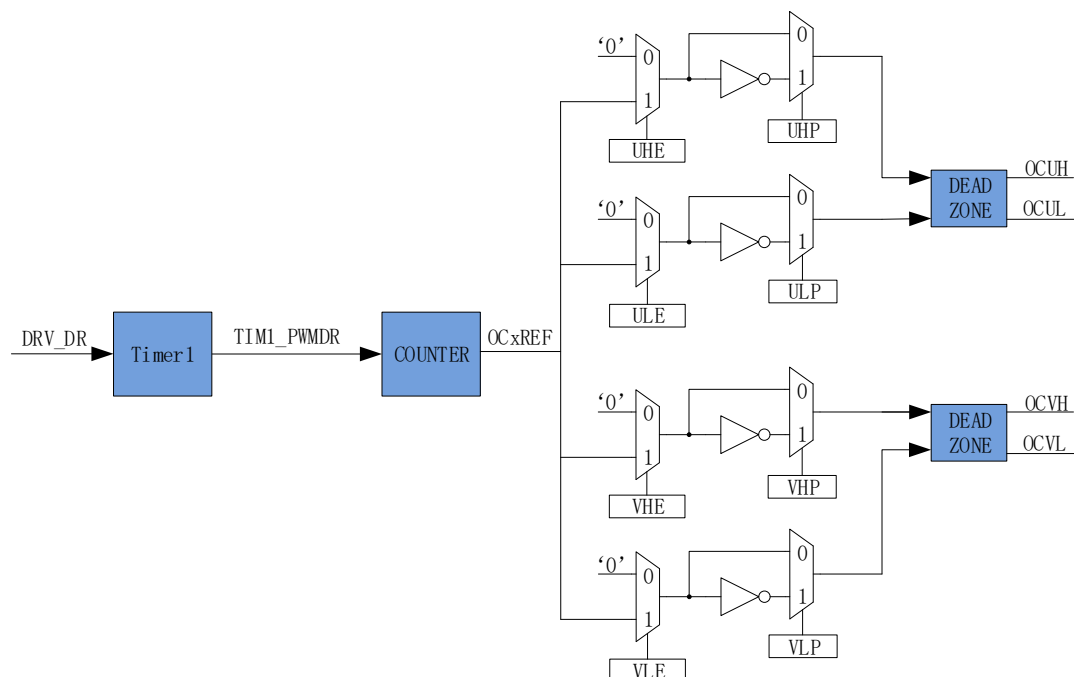 ‘0’
0
1
UHE
0
1
UHP
‘0’
0
1
ULE
0
1
ULP
DEAD
ZONE
OCUH
OCUL
DRV_DR
Timer1
TIM1_PWMDR
COUNTER
OCxREF
‘0’
0
1
VHE
0
1
VHP
DEAD
ZONE
OCVH
OCVL
‘0’
0
1
VLE
0
1
VLP